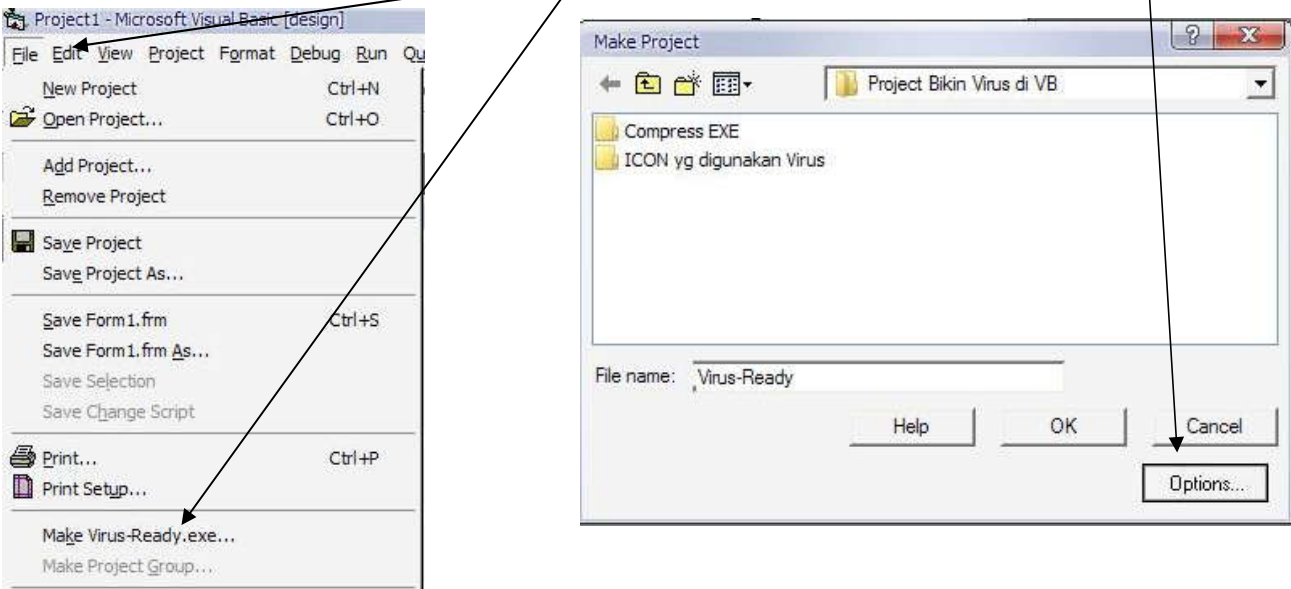 Project1 - Microsoft Visual Basic [design]
File Edit View Project Format Debug Run Qu
New Project Ctrl+N
Open Project... Ctrl+O
Add Project...
Remove Project
Save Project
Save Project As...
Save Form1.frm Ctrl+S
Save Form1.frm As...
Save Selection
Save Change Script
Print... Ctrl+P
Print Setup...
Make Virus-Ready.exe...
Make Project Group...
Make Project
Project Bikin Virus di VB
Compress EXE
ICON yg digunakan Virus
File name: Virus-Ready
Help OK Cancel
Options...